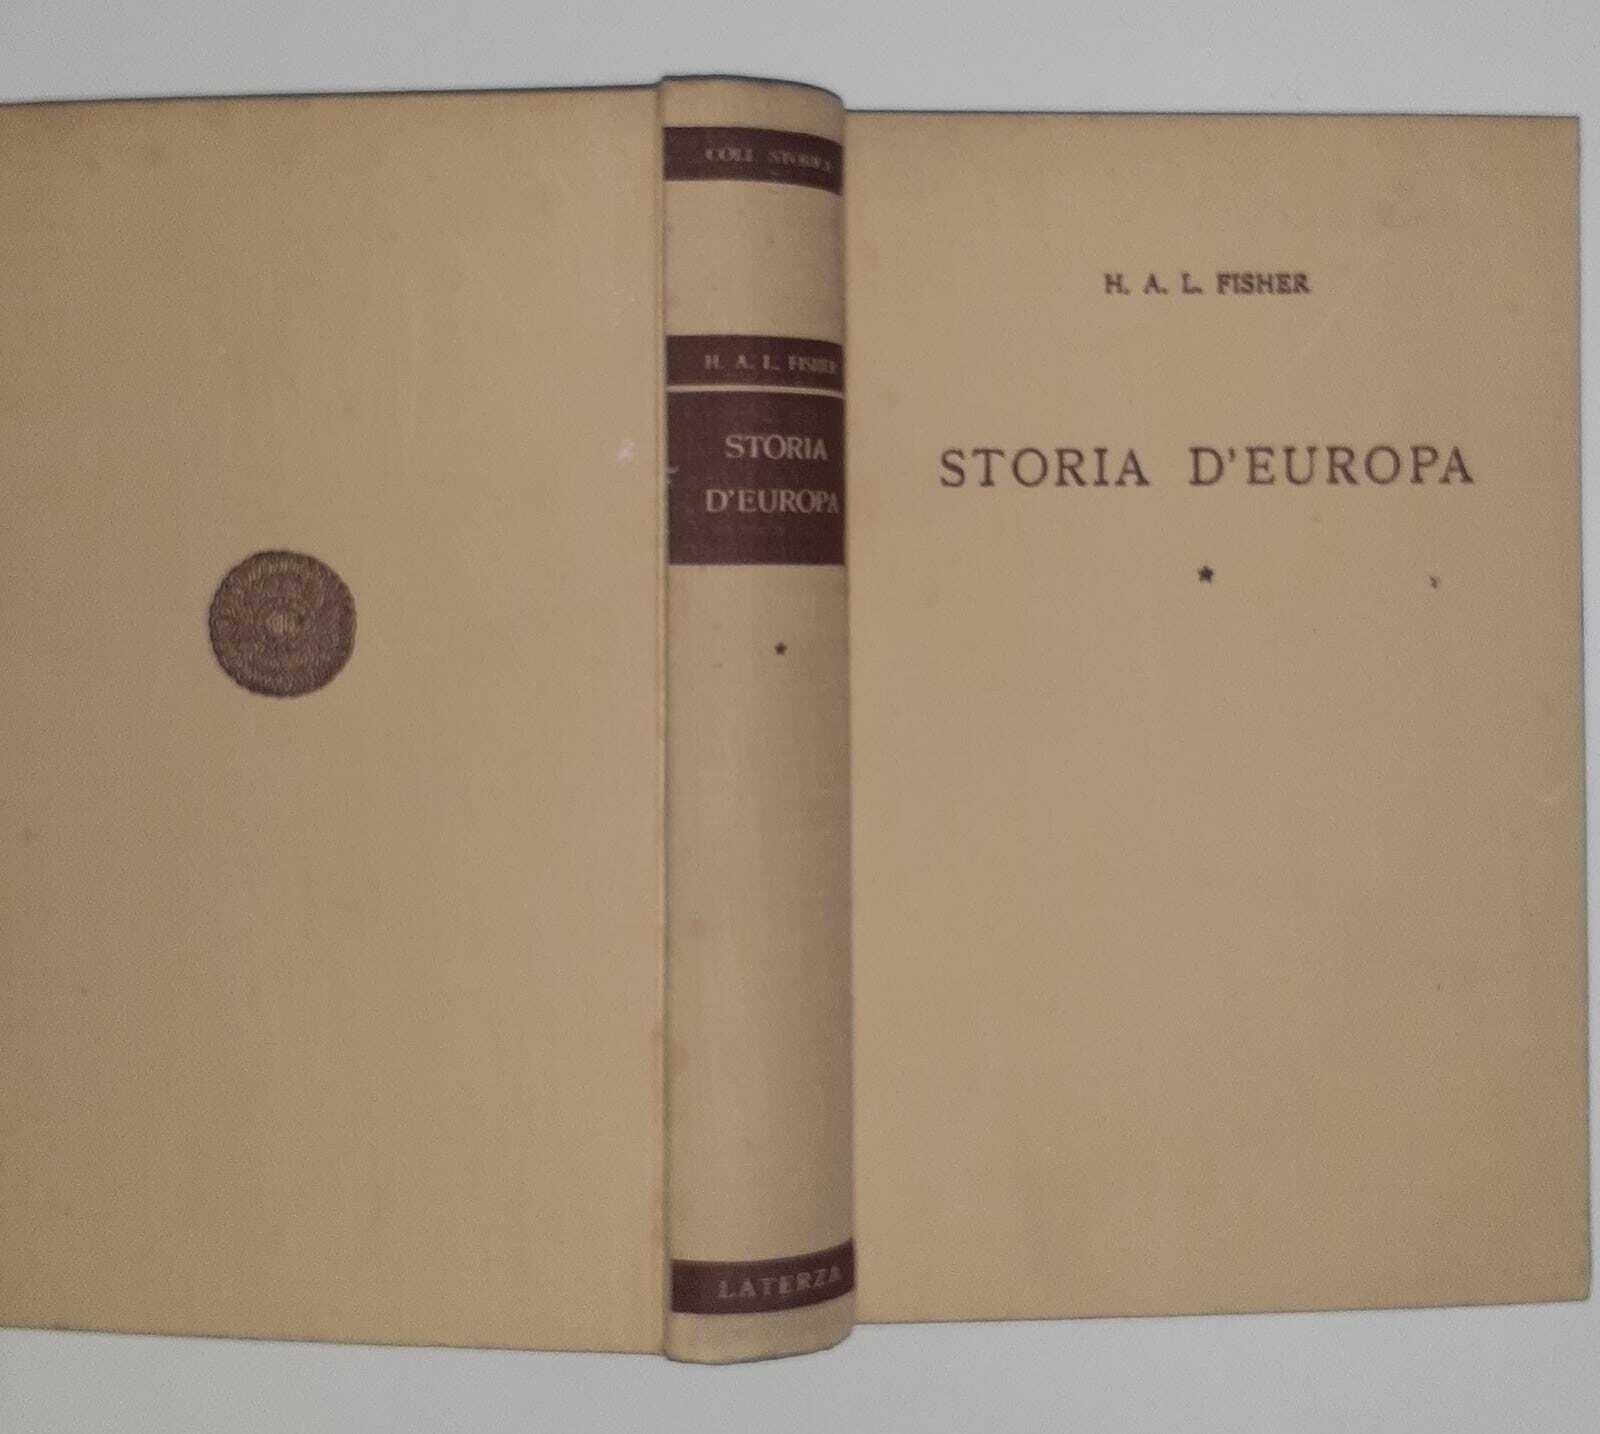 COLL. STORICA
H. A. L. FISHER
STORIA
D'EUROPA
*
LATERZA
H. A. L. FISHER
STORIA D'EUROPA
*